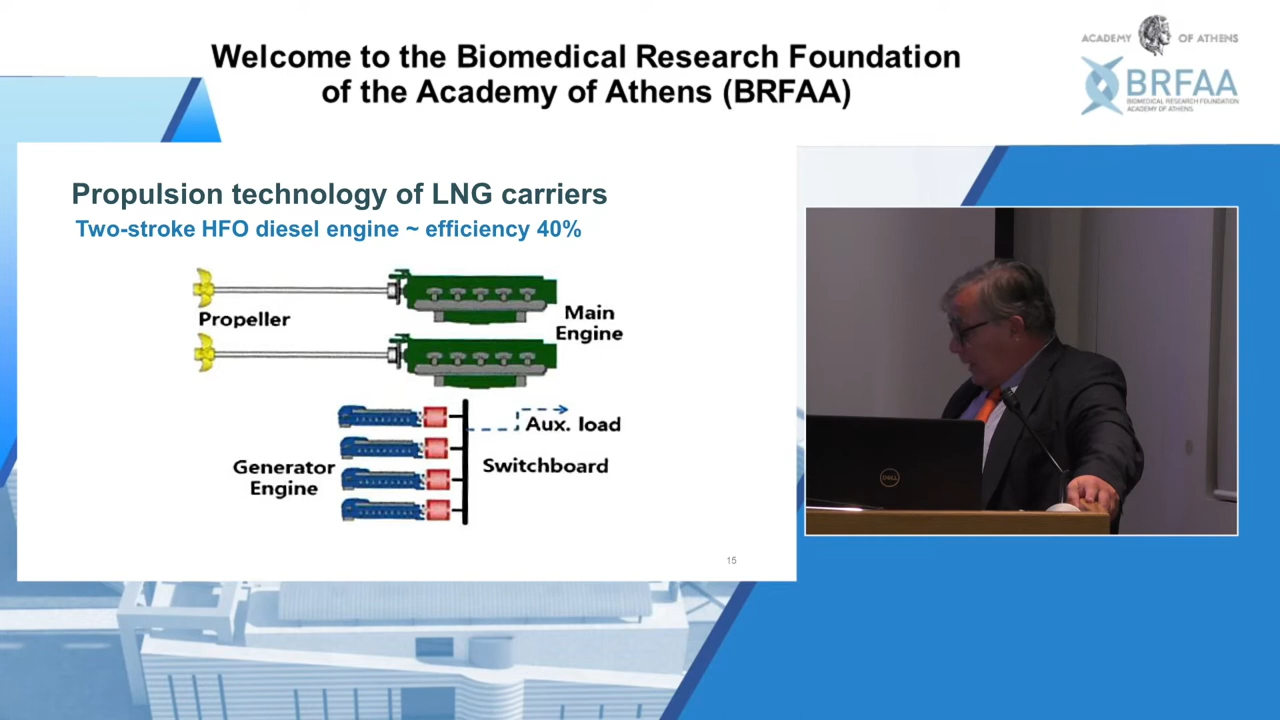 Welcome to the Biomedical Research Foundation
of the Academy of Athens (BRFAA)
ACADEMY OF ATHENS
BRFAA
BIOMEDICAL RESEARCH FOUNDATION
ACADEMY OF ATHENS
Propulsion technology of LNG carriers
Two-stroke HFO diesel engine ~ efficiency 40%
Propeller
Main
Engine
Aux. load
Generator
Engine
Switchboard
15
DELL